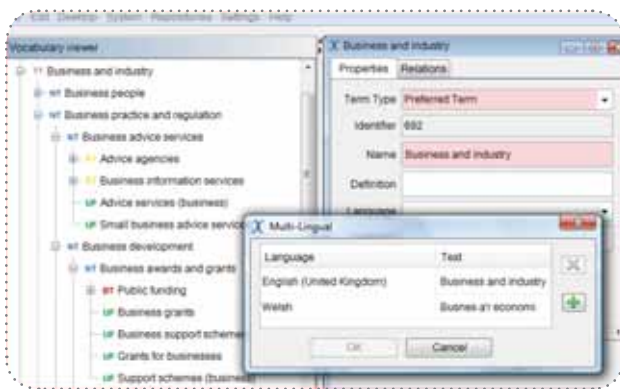 Edit Desktop System Repositories Settings Help
Vocabulary viewer
TT Business and industry
NT Business people
NT Business practice and regulation
NT Business advice services
Advice agencies
Business information services
UF Advice services (business)
UF Small business advice service
NT Business development
NT Business awards and grants
RT Public funding
UF Business grants
UF Business support schemes
UF Grants for businesses
UF Support schemes (business)
X Business and industry
Properties Relations
Term Type Preferred Term
Identifier 692
Name Business and industry
Definition
Language
X Multi-Lingual
Language Text
English (United Kingdom) Business and industry
Welsh Busnes a'r economi
OK Cancel